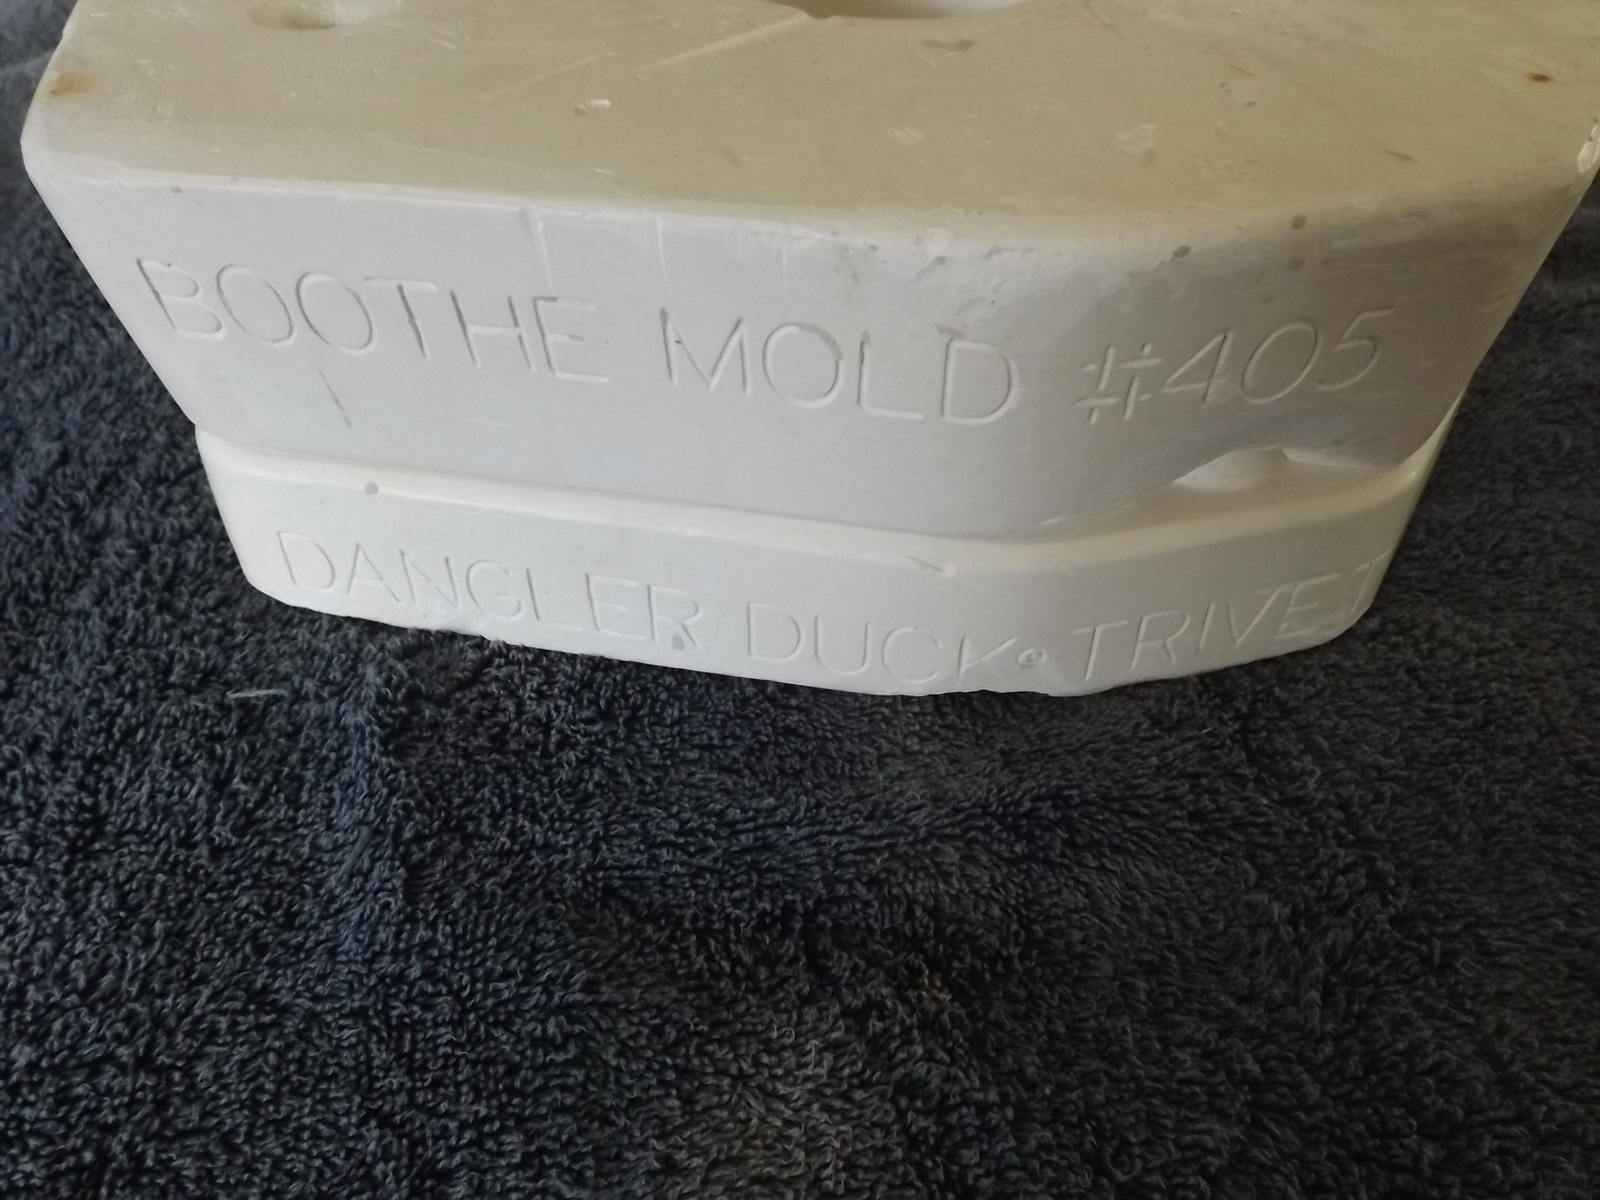 BOOTHE MOLD #405
DANGLER DUCK• TRIVET